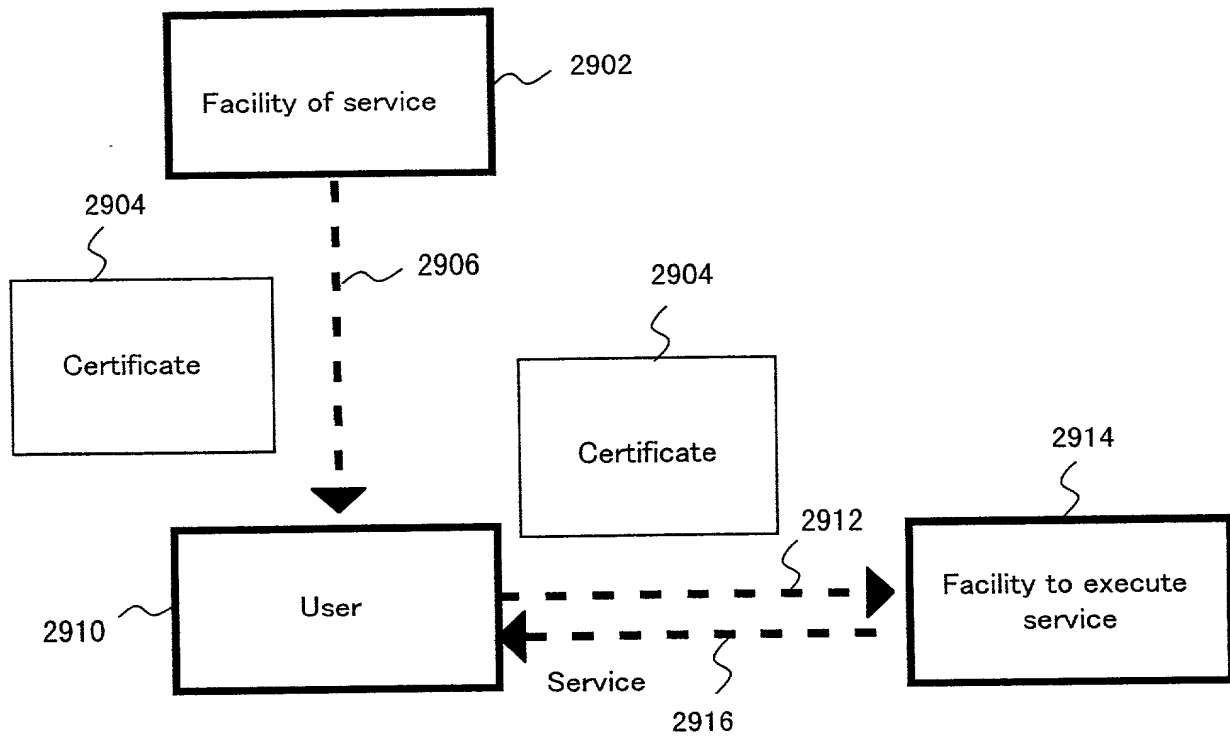 2902
Facility of service
2904
2906
2904
Certificate
Certificate
2914
2912
User
Facility to execute
service
2910
Service
2916